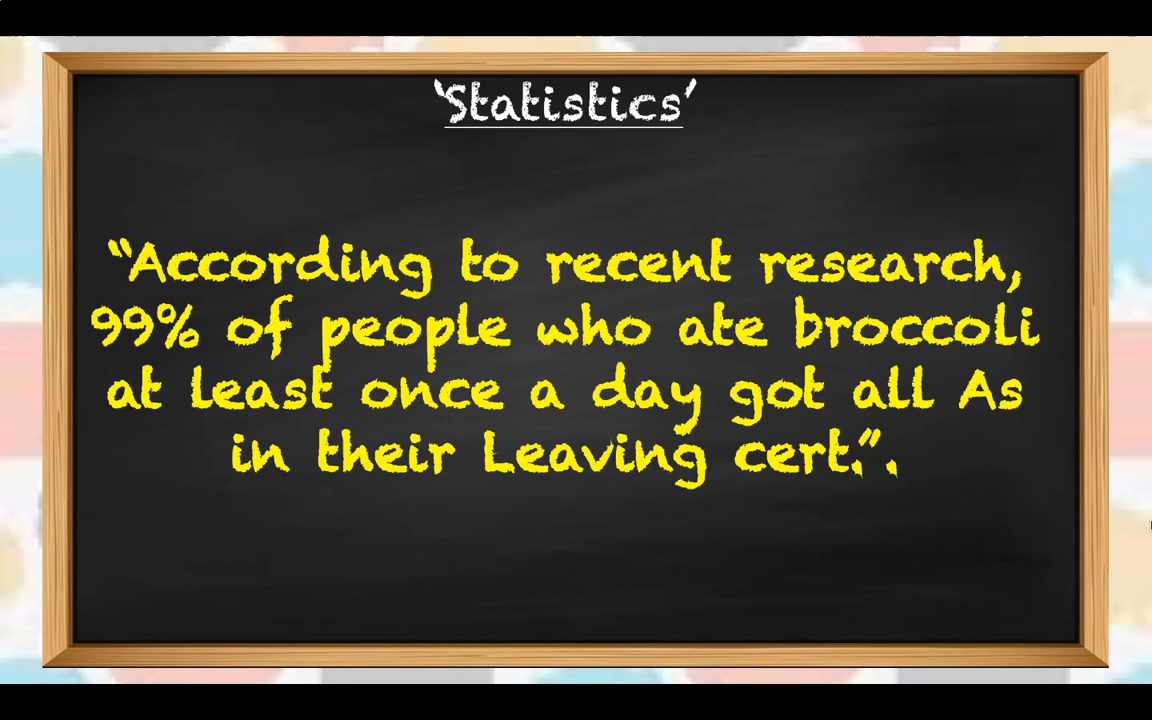 ‘Statistics’
“According to recent research,
99% of people who ate broccoli
at least once a day got all As
in their Leaving cert.”.